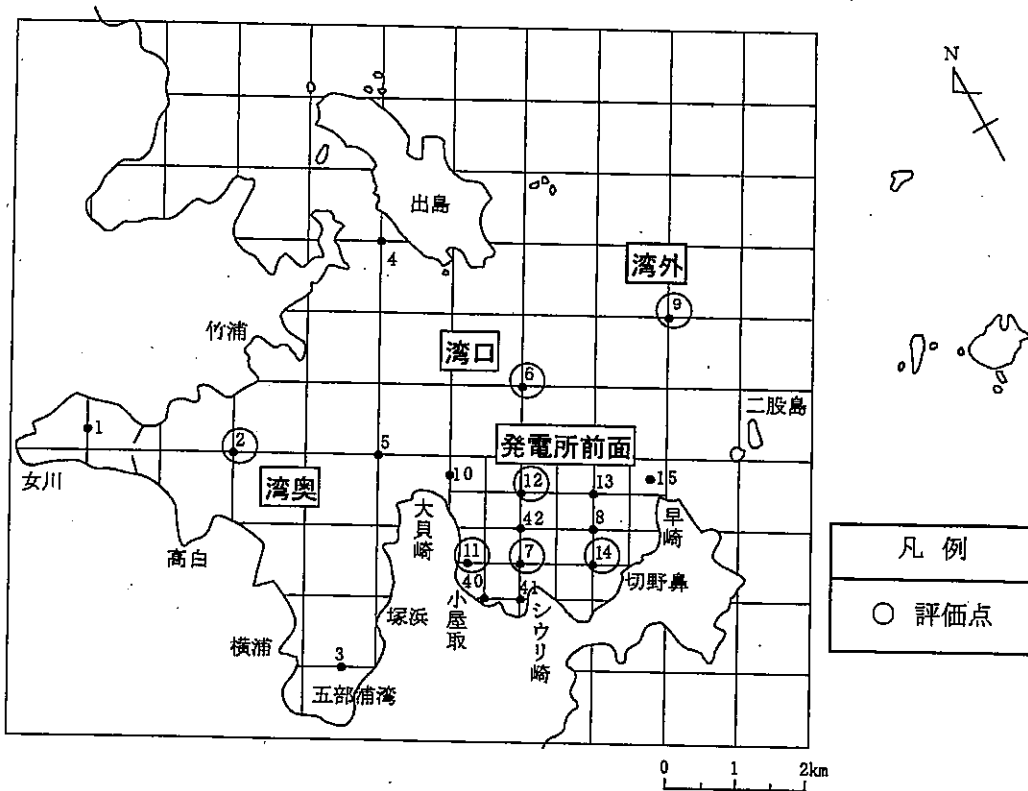 N
出島
4
湾外
9
竹浦
湾口
6
二股島
発電所前面
1
2
5
10
12
13
15
女川
湾奥
大貝崎
42
8
早崎
高白
11
7
14
切野鼻
40
41
小屋取
シウリ崎
塚浜
横浦
3
五部浦湾
凡例
○ 評価点
0 1 2km